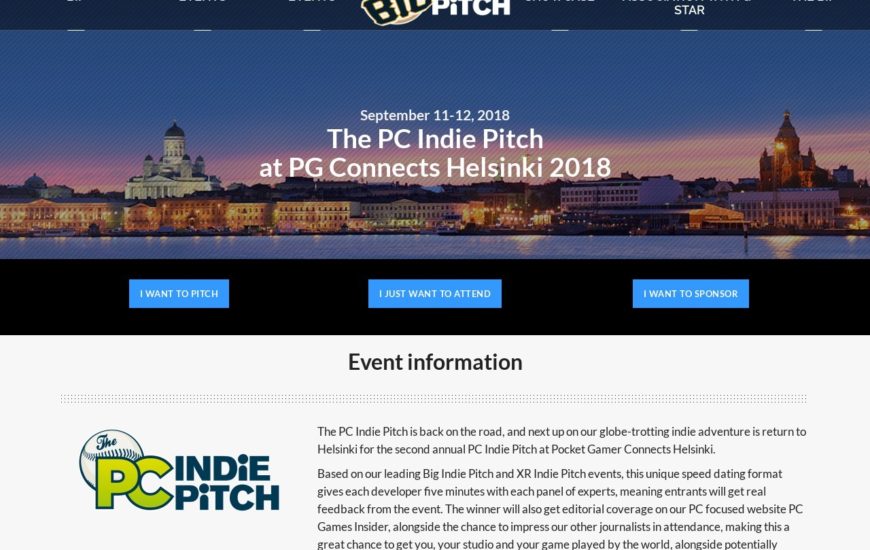 BIG
PiTCH
STAR
September 11-12, 2018
The PC Indie Pitch
at PG Connects Helsinki 2018
I WANT TO PITCH
I JUST WANT TO ATTEND
I WANT TO SPONSOR
Event information
The
PC INDiE
PiTCH
The PC Indie Pitch is back on the road, and next up on our globe-trotting indie adventure is return to
Helsinki for the second annual PC Indie Pitch at Pocket Gamer Connects Helsinki.
Based on our leading Big Indie Pitch and XR Indie Pitch events, this unique speed dating format
gives each developer five minutes with each panel of experts, meaning entrants will get real
feedback from the event. The winner will also get editorial coverage on our PC focused website PC
Games Insider, alongside the chance to impress our other journalists in attendance, making this a
great chance to get you, your studio and your game played by the world, alongside potentially